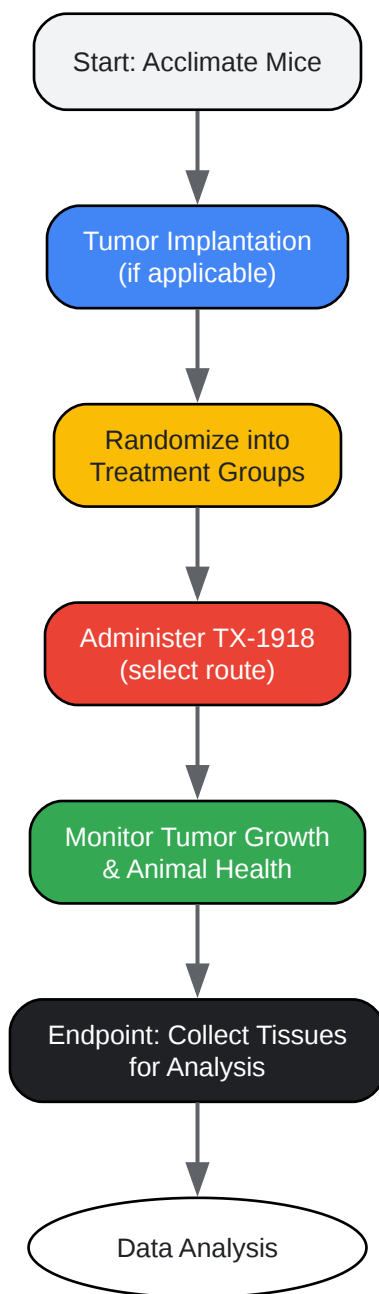 Start: Acclimate Mice
Tumor Implantation
(if applicable)
Randomize into
Treatment Groups
Administer TX-1918
(select route)
Monitor Tumor Growth
& Animal Health
Endpoint: Collect Tissues
for Analysis
Data Analysis